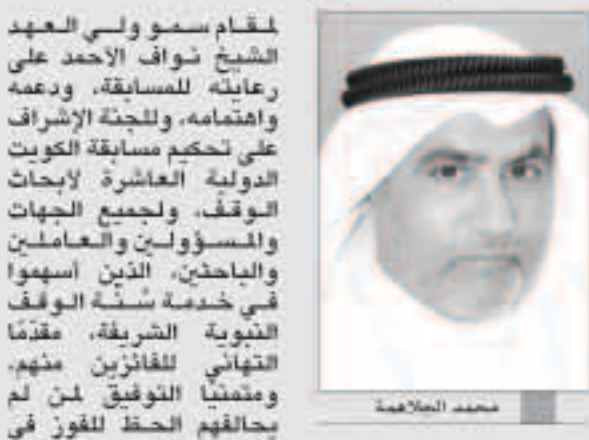 لمقام سمو ولي العهد
الشيخ نواف الأحمد على
رعايته للمسابقة، ودعمه
واهتمامه، وللجنة الإشراف
على تحكيم مسابقة الكويت
الدولية العاشرة لأبحاث
الوقف، ولجميع الجهات
والمسؤولين والعاملين
والباحثين، الذين أسهموا
في خدمة سُنّة الوقف
النبوية الشريفة، مقدّمًا
التهاني للفائزين منهم،
ومتمنيًا التوفيق لمن لم
يحالفهم الحظ للفوز في
محمد الجلاهمة